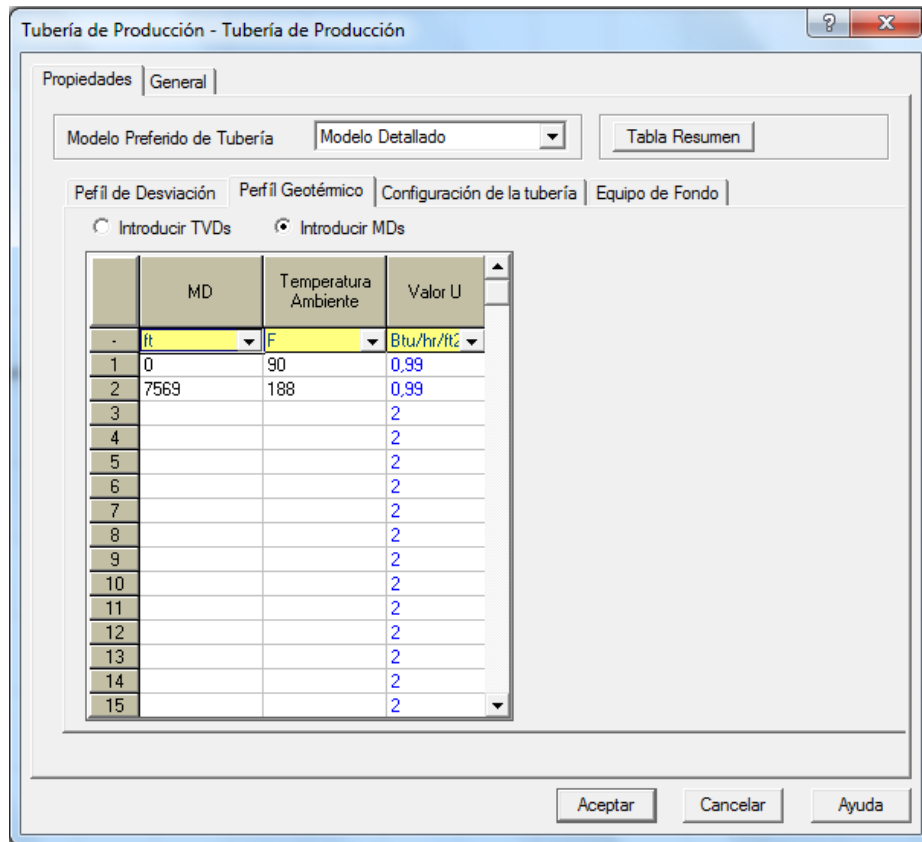 Tubería de Producción - Tubería de Producción
Propiedades General
Modelo Preferido de Tubería Modelo Detallado Tabla Resumen
Pefíl de Desviación Perfíl Geotérmico Configuración de la tubería Equipo de Fondo
Introducir TVDs Introducir MDs
MD Temperatura Ambiente Valor U
- ft F Btu/hr/ft2
1 0 90 0,99
2 7569 188 0,99
3 2
4 2
5 2
6 2
7 2
8 2
9 2
10 2
11 2
12 2
13 2
14 2
15 2
Aceptar Cancelar Ayuda